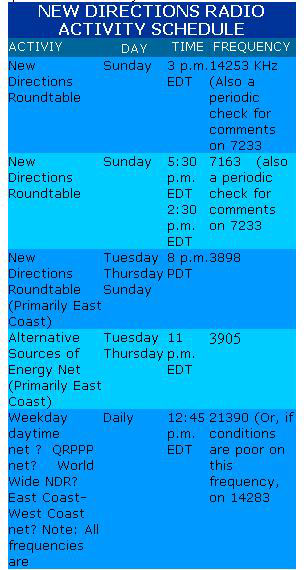 NEW DIRECTIONS RADIO
ACTIVITY SCHEDULE
ACTIVIY DAY TIME FREQUENCY
New Sunday 3 p.m. 14253 KHz
Directions EDT (Also a
Roundtable periodic
check for
comments
on 7233
New Sunday 5:30 7163 (also
Directions p.m. a periodic
Roundtable EDT check for
2:30 comments
p.m. on 7233
EDT
New Tuesday 8 p.m. 3898
Directions Thursday PDT
Roundtable Sunday
(Primarily East
Coast)
Alternative Tuesday 11 3905
Sources of Thursday p.m.
Energy Net EDT
(Primarily East
Coast)
Weekday Daily 12:45 21390 (Or, if
daytime p.m. conditions
net ? QRPPP EDT are poor on
net? World this
Wide NDR? frequency,
East Coast- on 14283
West Coast
net? Note: All
frequencies
are